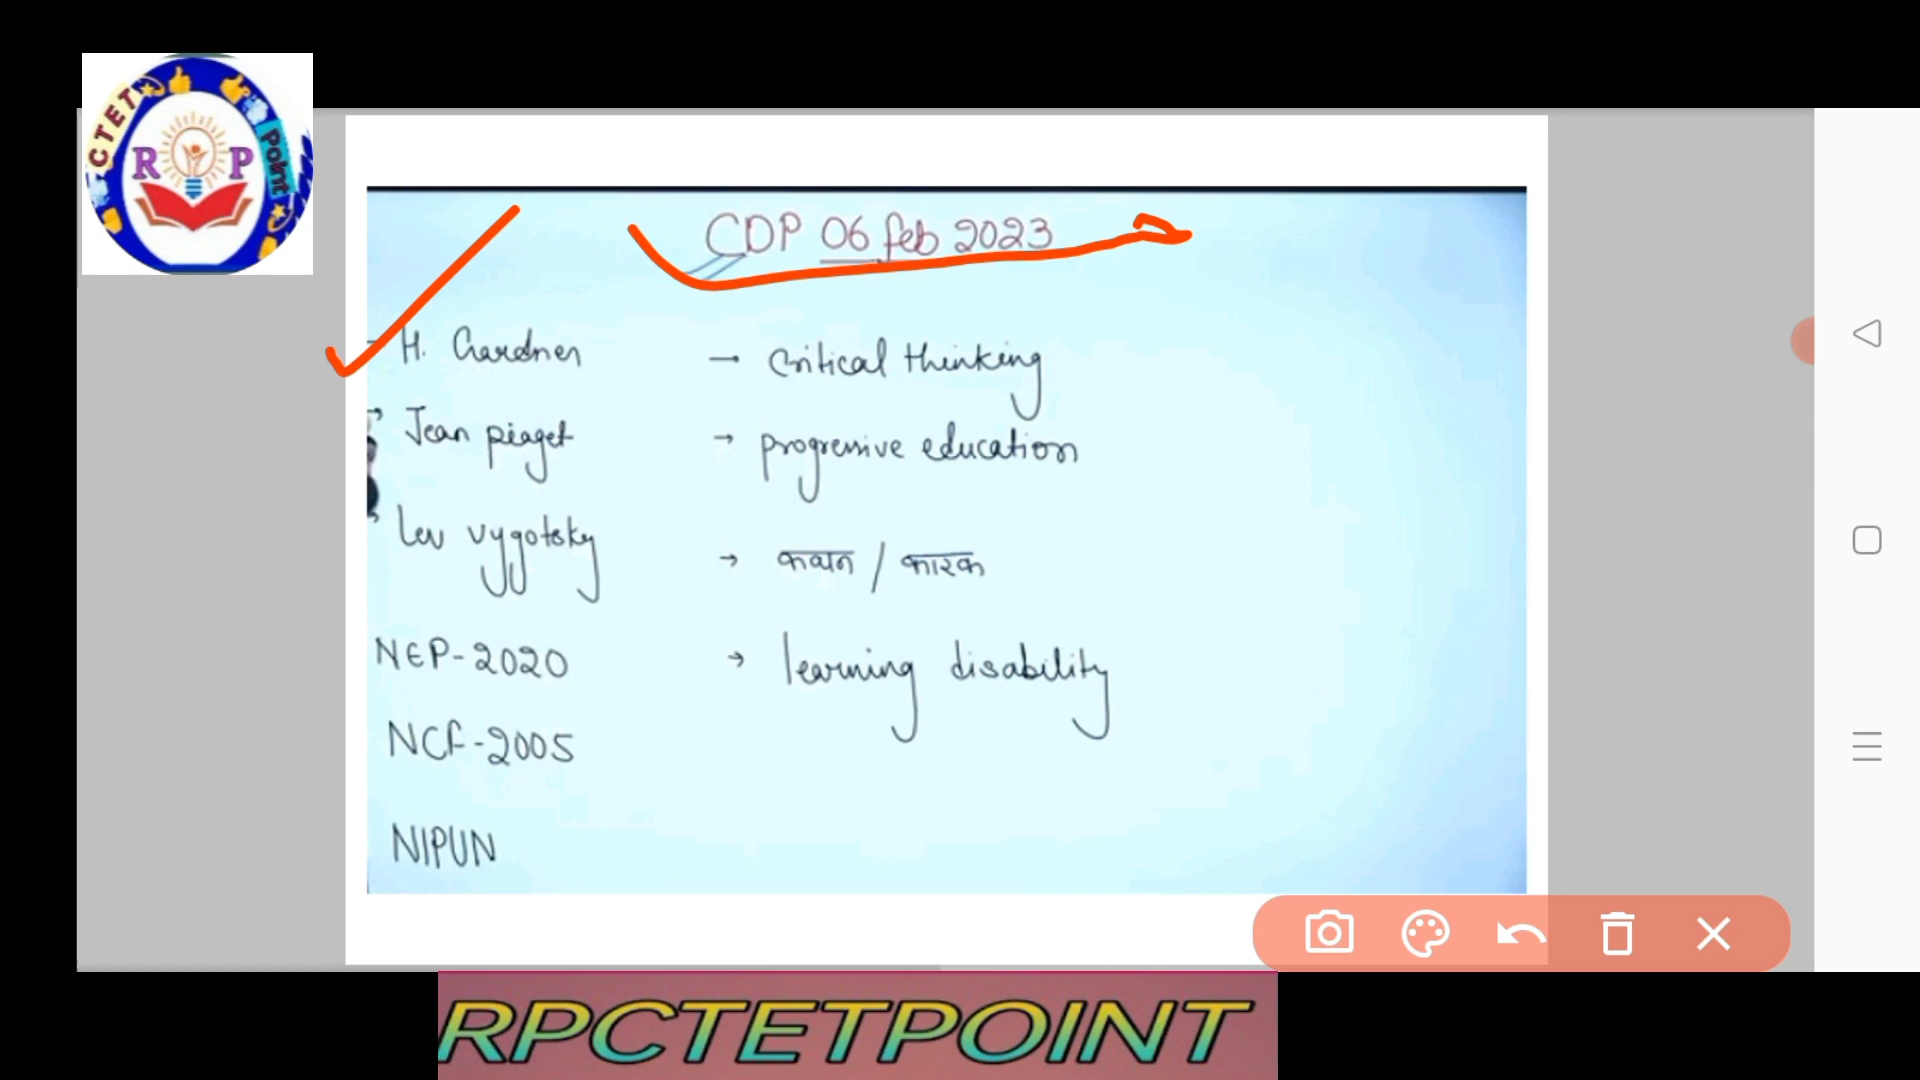 CTET
Point
R P
CDP 06 feb 2023
H. Gardner
→ Critical thinking
→ Jean piaget
→ progressive education
→ Lev vygotsky
→ कथन / कारक
NEP-2020
→ learning disability
NCF-2005
NIPUN
RPCTETPOINT